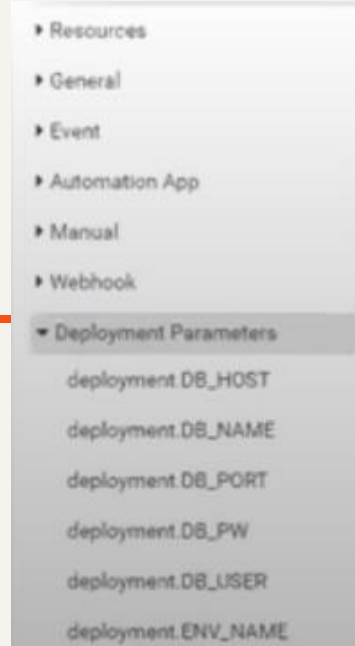 Resources
General
Event
Automation App
Manual
Webhook
Deployment Parameters
deployment.DB_HOST
deployment.DB_NAME
deployment.DB_PORT
deployment.DB_PW
deployment.DB_USER
deployment.ENV_NAME